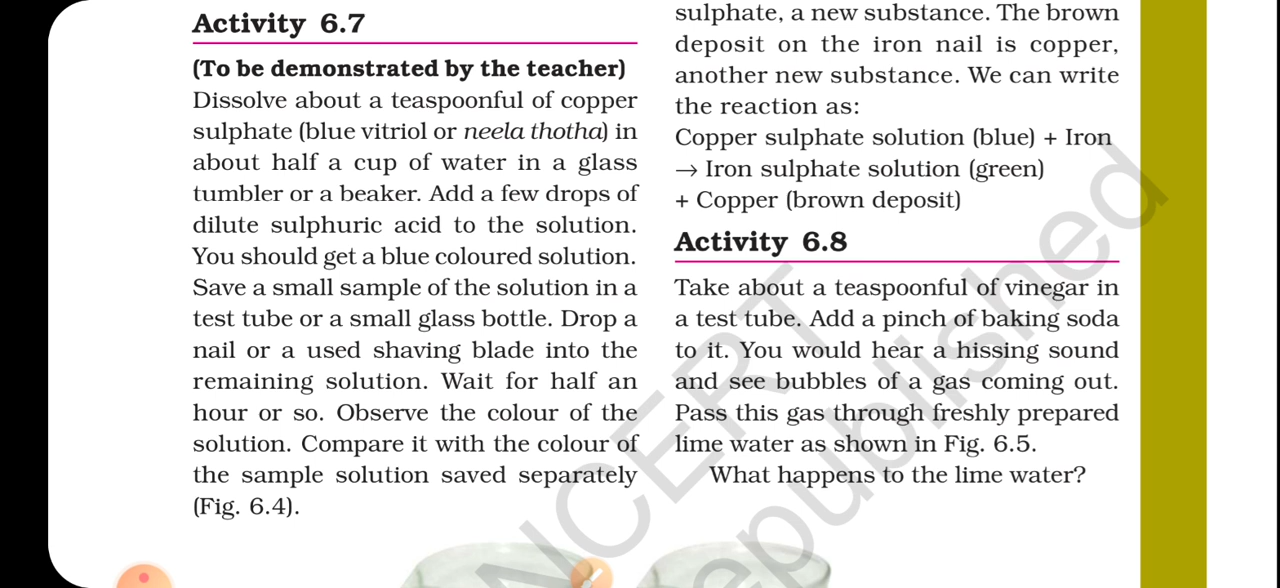 Activity 6.7
(To be demonstrated by the teacher)
Dissolve about a teaspoonful of copper
sulphate (blue vitriol or neela thotha) in
about half a cup of water in a glass
tumbler or a beaker. Add a few drops of
dilute sulphuric acid to the solution.
You should get a blue coloured solution.
Save a small sample of the solution in a
test tube or a small glass bottle. Drop a
nail or a used shaving blade into the
remaining solution. Wait for half an
hour or so. Observe the colour of the
solution. Compare it with the colour of
the sample solution saved separately
(Fig. 6.4).
sulphate, a new substance. The brown
deposit on the iron nail is copper,
another new substance. We can write
the reaction as:
Copper sulphate solution (blue) + Iron
→ Iron sulphate solution (green)
+ Copper (brown deposit)
Activity 6.8
Take about a teaspoonful of vinegar in
a test tube. Add a pinch of baking soda
to it. You would hear a hissing sound
and see bubbles of a gas coming out.
Pass this gas through freshly prepared
lime water as shown in Fig. 6.5.
What happens to the lime water?
NCERT
republished